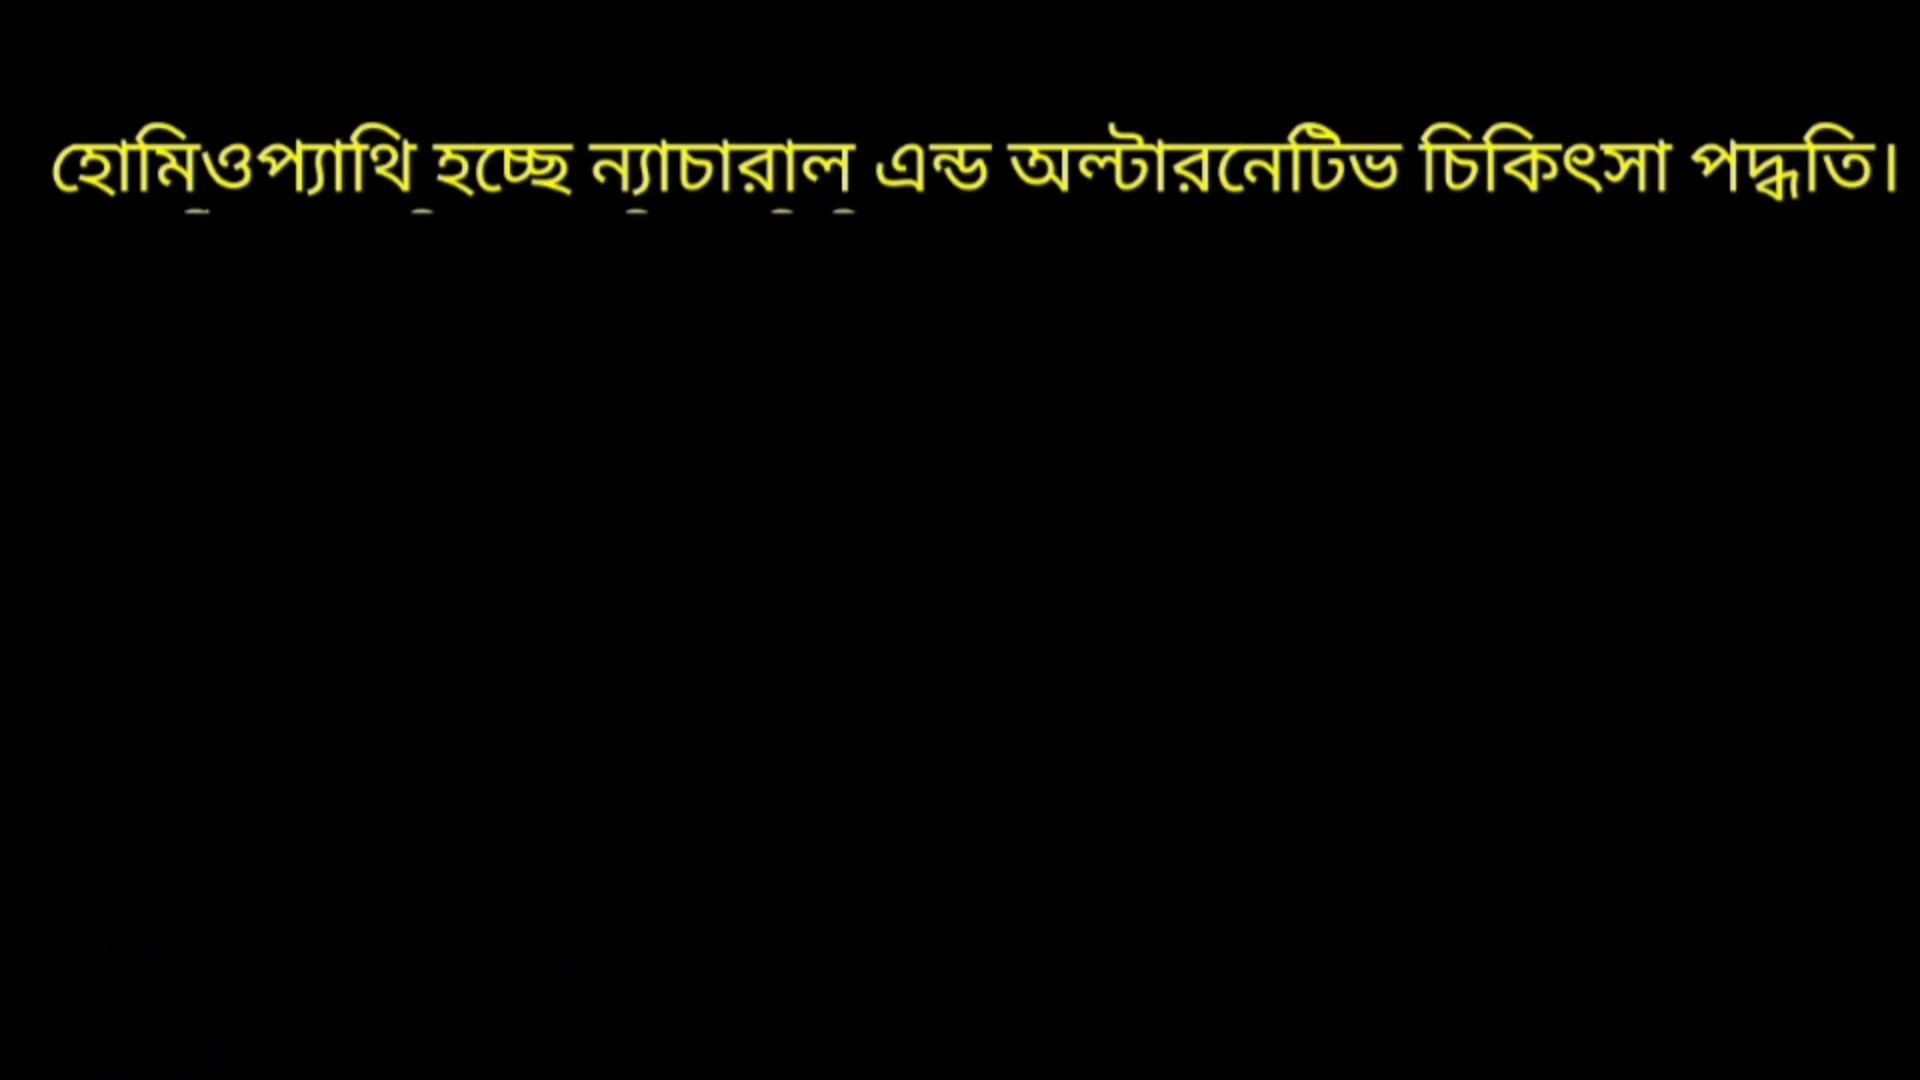 হোমিওপ্যাথি হচ্ছে ন্যাচারাল এন্ড অল্টারনেটিভ চিকিৎসা পদ্ধতি।